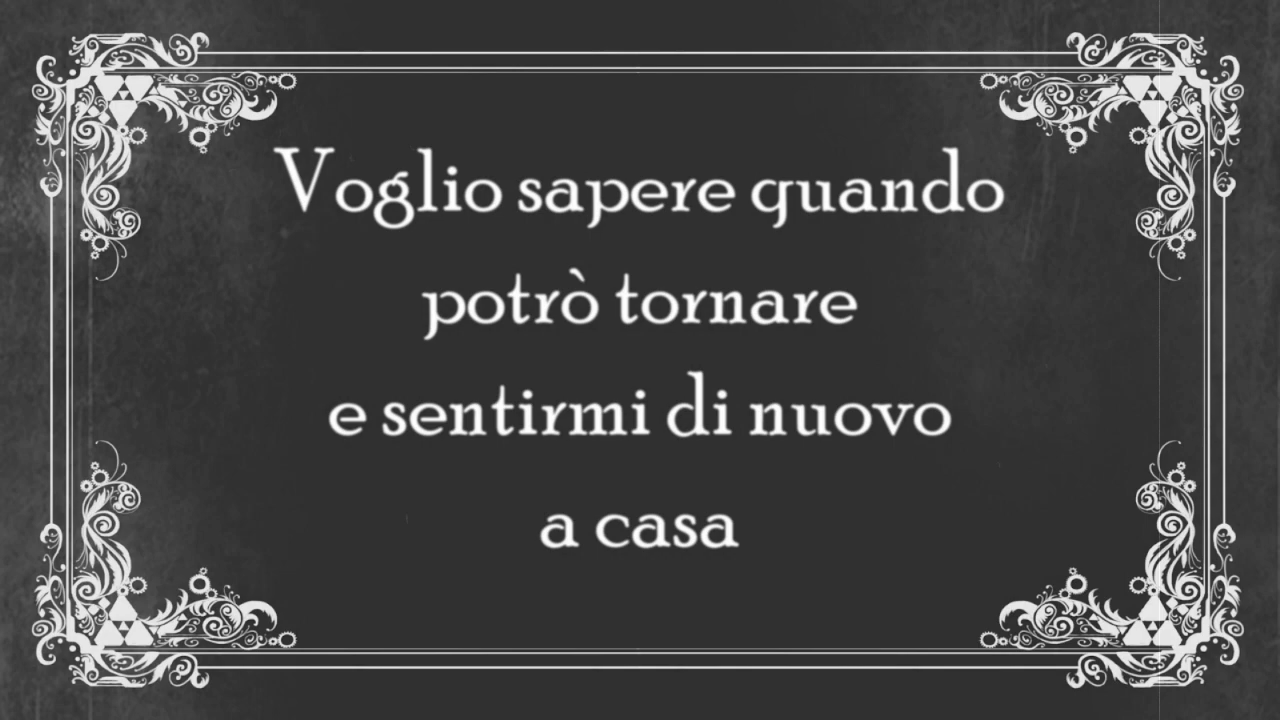 Voglio sapere quando
potrò tornare
e sentirmi di nuovo
a casa